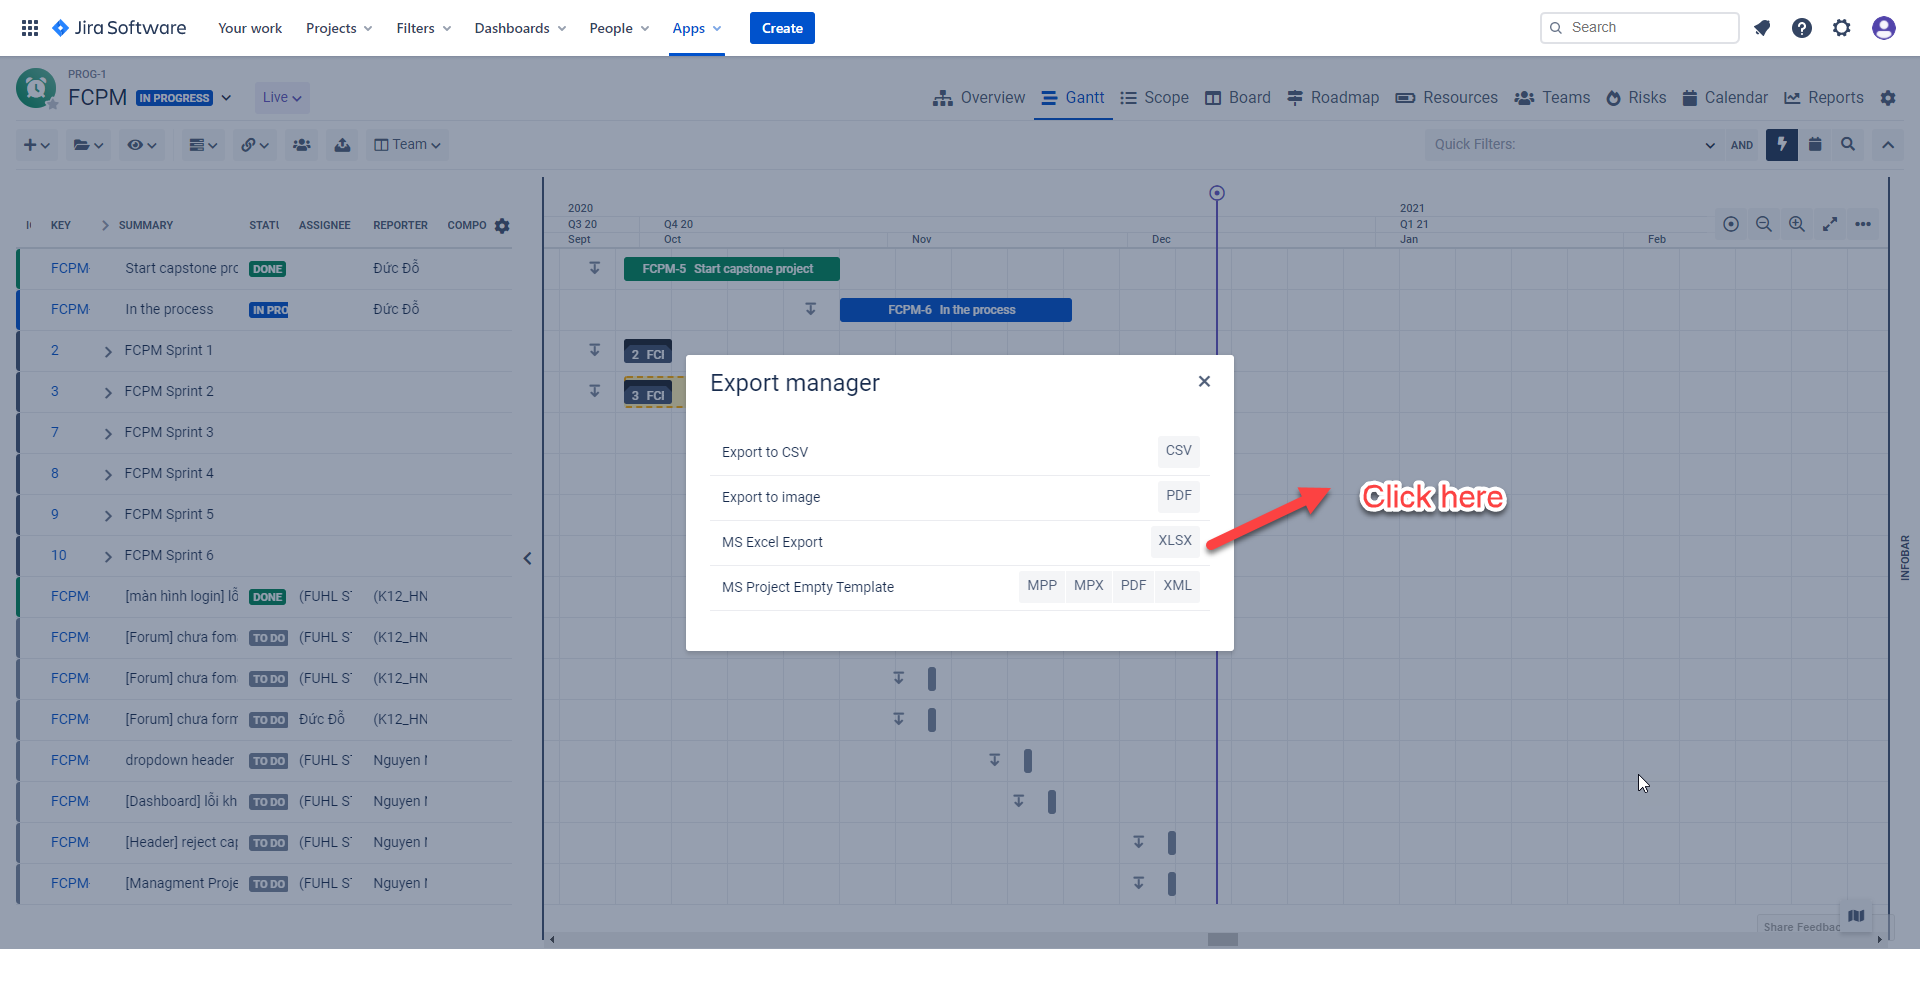 Jira Software Your work Projects Filters Dashboards People Apps Create Search
PROG-1
FCPM IN PROGRESS Live Overview Gantt Scope Board Roadmap Resources Teams Risks Calendar Reports
Team Quick Filters: AND
2020 2021
Q3 20 Q4 20 Q1 21
KEY SUMMARY STATU ASSIGNEE REPORTER COMPO
Sept Oct Nov Dec Jan Feb
FCPM- Start capstone prc DONE Đức Đỗ FCPM-5 Start capstone project
FCPM- In the process IN PRO Đức Đỗ FCPM-6 In the process
2 FCPM Sprint 1 2 FCI
3 FCPM Sprint 2 3 FCI
7 FCPM Sprint 3
8 FCPM Sprint 4
9 FCPM Sprint 5
10 FCPM Sprint 6
Export manager
Export to CSV CSV
Export to image PDF
MS Excel Export XLSX
MS Project Empty Template MPP MPX PDF XML
Click here
INFOBAR
FCPM- [màn hình login] lỗ DONE (FUHL S (K12_HN
FCPM- [Forum] chưa fom TO DO (FUHL S (K12_HN
FCPM- [Forum] chưa fom TO DO (FUHL S (K12_HN
FCPM- [Forum] chưa form TO DO Đức Đỗ (K12_HN
FCPM- dropdown header TO DO (FUHL S Nguyen
FCPM- [Dashboard] lỗi kh TO DO (FUHL S Nguyen
FCPM- [Header] reject cap TO DO (FUHL S Nguyen
FCPM- [Managment Proje TO DO (FUHL S Nguyen
Share Feedbac